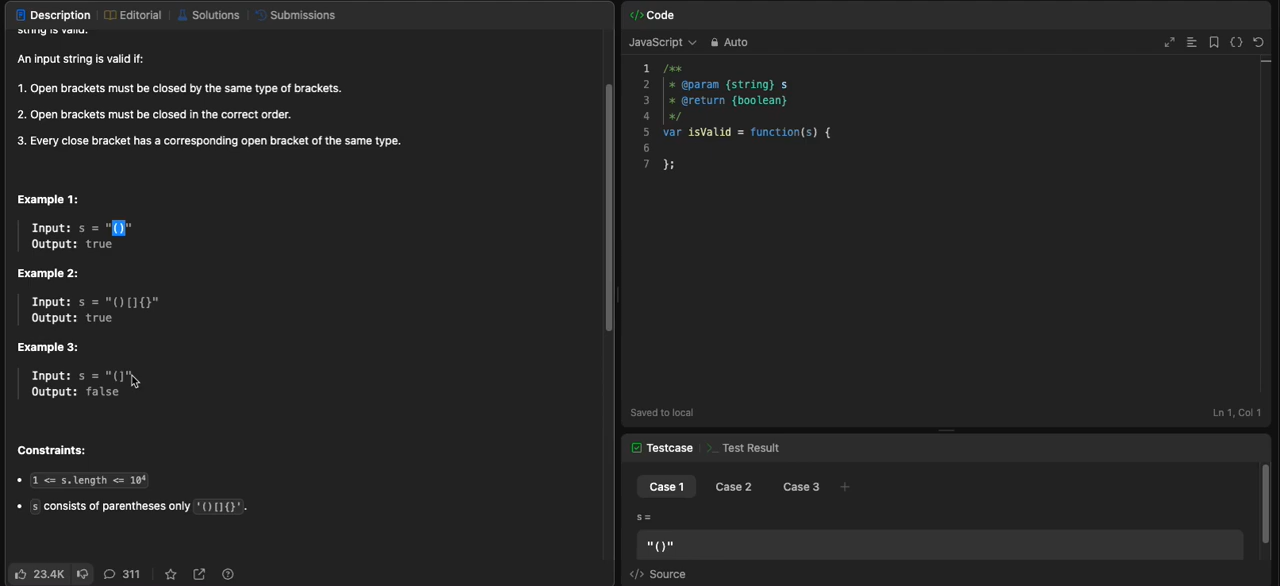 Description
Editorial
Solutions
Submissions
string is valid.
An input string is valid if:
1. Open brackets must be closed by the same type of brackets.
2. Open brackets must be closed in the correct order.
3. Every close bracket has a corresponding open bracket of the same type.
Example 1:
Input: s = "()"
Output: true
Example 2:
Input: s = "()[]{}"
Output: true
Example 3:
Input: s = "(]"
Output: false
Constraints:
• 1 <= s.length <= 10⁴
• s consists of parentheses only '()[]{}'.
23.4K
311
</> Code
JavaScript
Auto
1 /**
2 * @param {string} s
3 * @return {boolean}
4 */
5 var isValid = function(s) {
6
7 };
Saved to local
Ln 1, Col 1
Testcase
>_ Test Result
Case 1
Case 2
Case 3
+
s =
"()"
</> Source